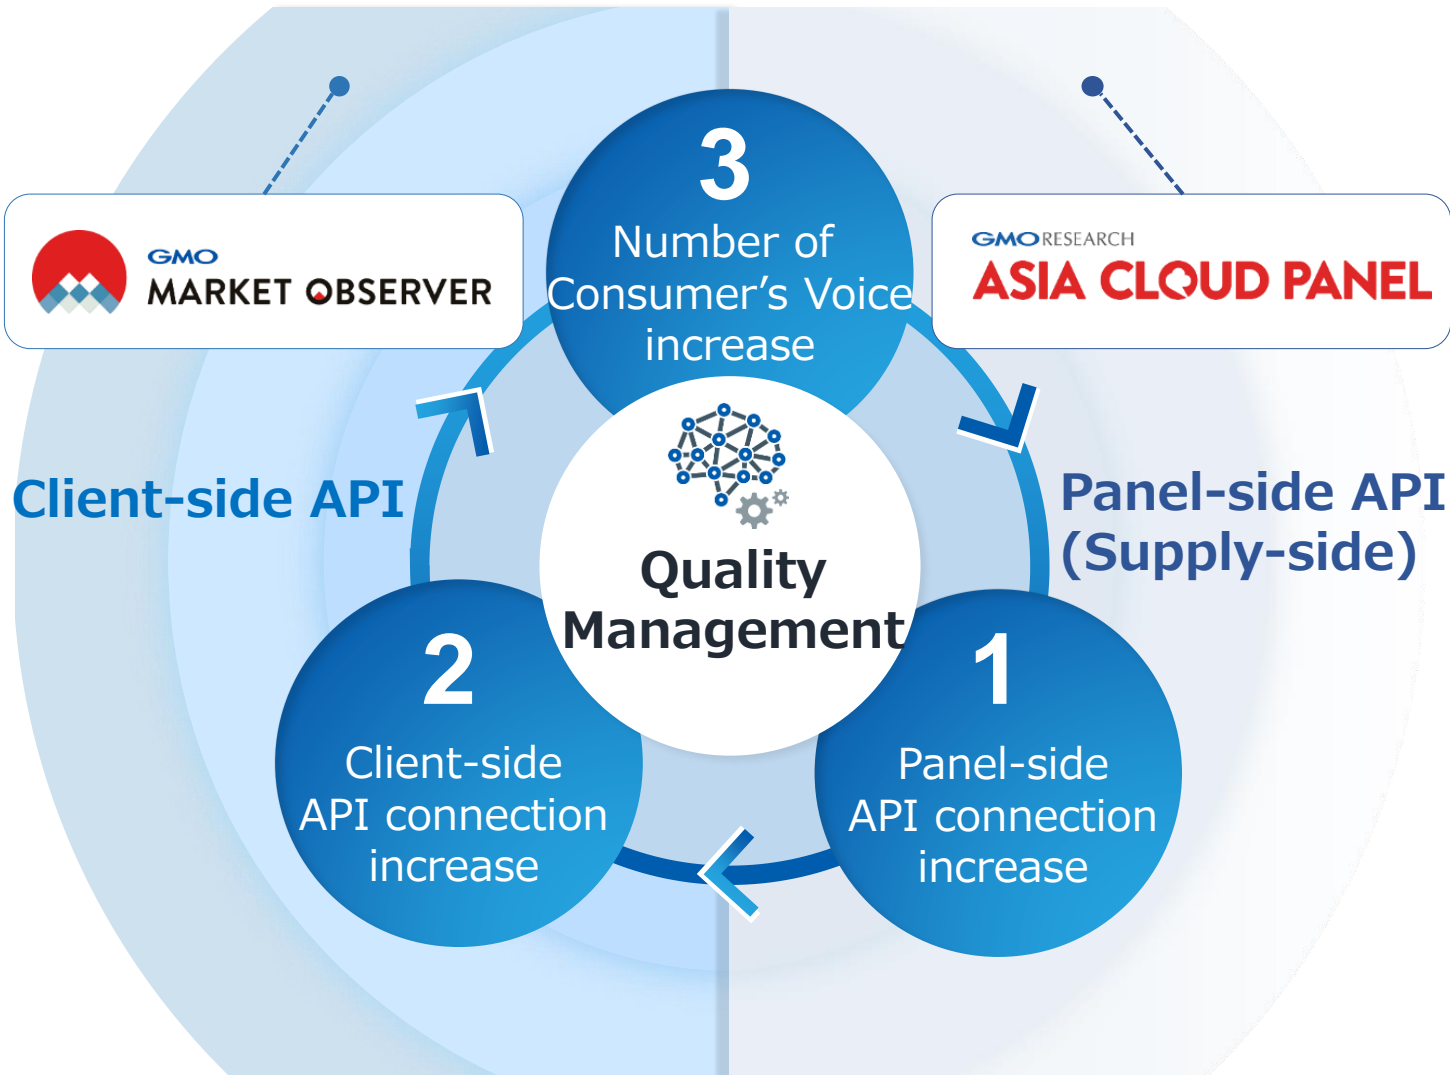 3
Number of
Consumer’s Voice
increase
GMO
MARKET OBSERVER
GMO RESEARCH
ASIA CLOUD PANEL
Client-side API
Panel-side API
(Supply-side)
Quality
Management
2
Client-side
API connection
increase
1
Panel-side
API connection
increase